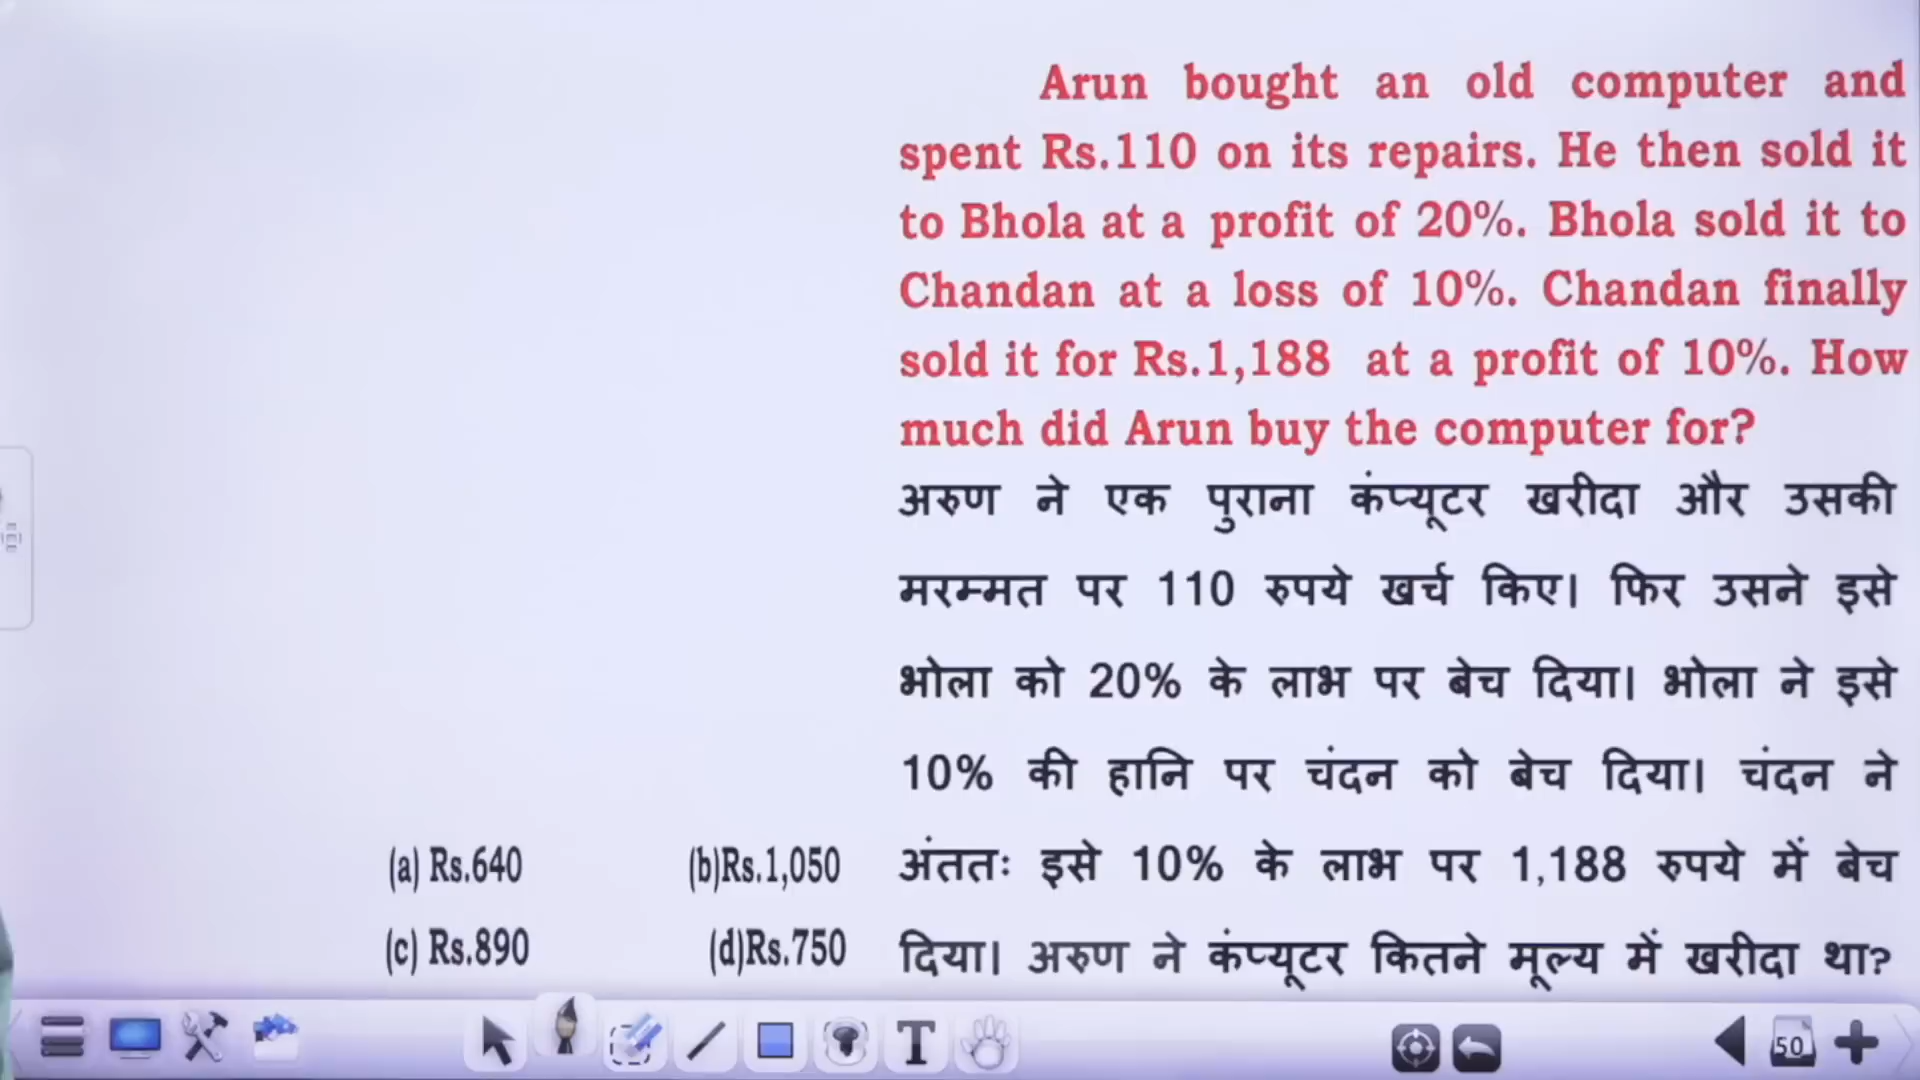 Arun bought an old computer and
spent Rs.110 on its repairs. He then sold it
to Bhola at a profit of 20%. Bhola sold it to
Chandan at a loss of 10%. Chandan finally
sold it for Rs.1,188 at a profit of 10%. How
much did Arun buy the computer for?
अरुण ने एक पुराना कंप्यूटर खरीदा और उसकी
मरम्मत पर 110 रुपये खर्च किए। फिर उसने इसे
भोला को 20% के लाभ पर बेच दिया। भोला ने इसे
10% की हानि पर चंदन को बेच दिया। चंदन ने
अंततः इसे 10% के लाभ पर 1,188 रुपये में बेच
दिया। अरुण ने कंप्यूटर कितने मूल्य में खरीदा था?
(a) Rs.640 (b)Rs.1,050
(c) Rs.890 (d)Rs.750
T
50